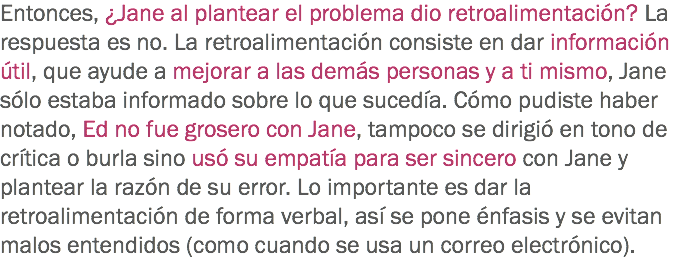 Entonces, ¿Jane al plantear el problema dio retroalimentación? La
respuesta es no. La retroalimentación consiste en dar información
útil, que ayude a mejorar a las demás personas y a ti mismo, Jane
sólo estaba informado sobre lo que sucedía. Cómo pudiste haber
notado, Ed no fue grosero con Jane, tampoco se dirigió en tono de
crítica o burla sino usó su empatía para ser sincero con Jane y
plantear la razón de su error. Lo importante es dar la
retroalimentación de forma verbal, así se pone énfasis y se evitan
malos entendidos (como cuando se usa un correo electrónico).